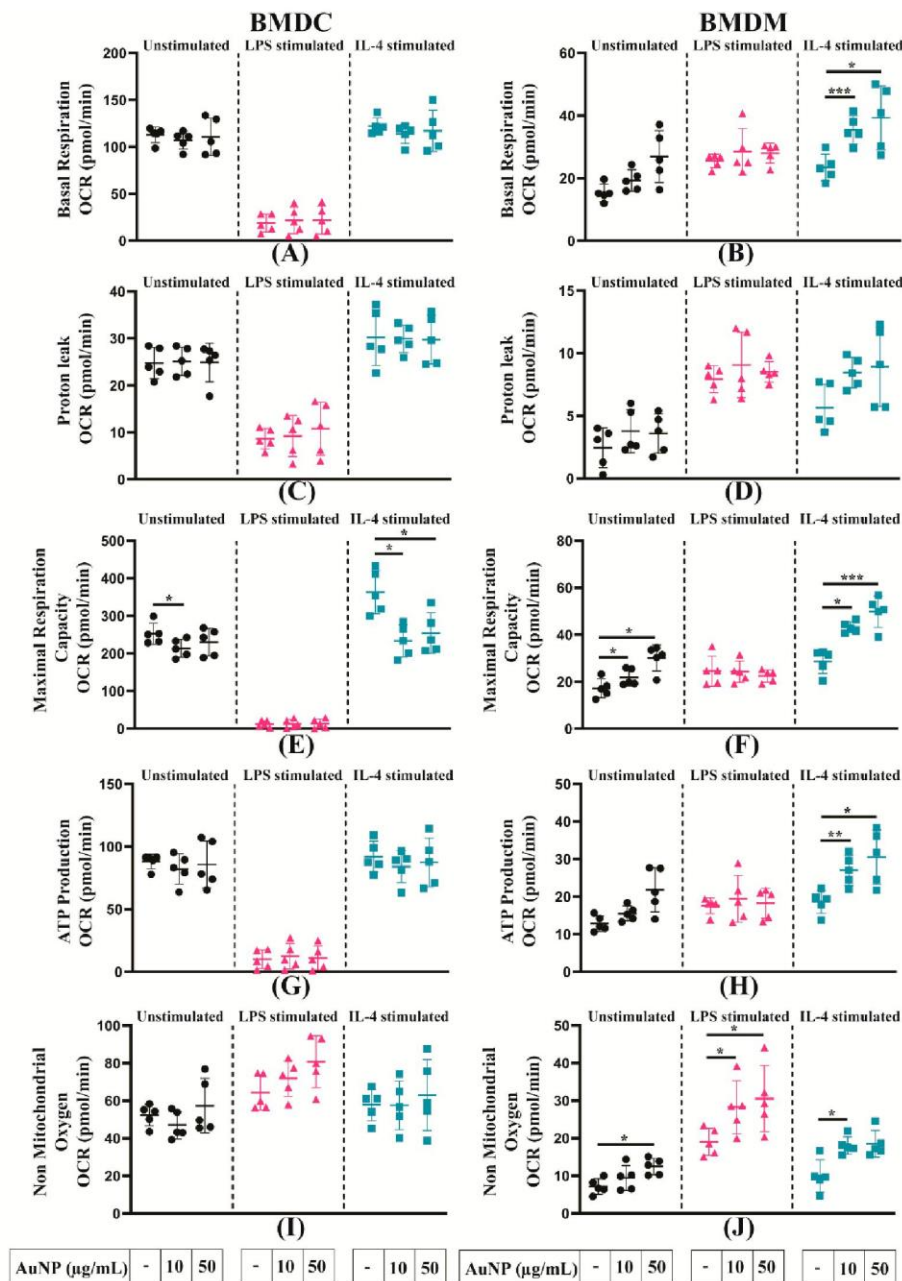 BMDC
BMDM
Unstimulated LPS stimulated IL-4 stimulated
Basal Respiration
OCR (pmol/min)
200
150
100
50
0
(A)
Unstimulated LPS stimulated IL-4 stimulated
Basal Respiration
OCR (pmol/min)
60
40
20
0
* 
***
(B)
Unstimulated LPS stimulated IL-4 stimulated
Proton leak
OCR (pmol/min)
40
30
20
10
0
(C)
Unstimulated LPS stimulated IL-4 stimulated
Proton leak
OCR (pmol/min)
15
10
5
0
(D)
Unstimulated LPS stimulated IL-4 stimulated
Maximal Respiration
Capacity
OCR (pmol/min)
500
400
300
200
100
0
*
*
*
(E)
Unstimulated LPS stimulated IL-4 stimulated
Maximal Respiration
Capacity
OCR (pmol/min)
80
60
40
20
0
*
*
***
*
(F)
Unstimulated LPS stimulated IL-4 stimulated
ATP Production
OCR (pmol/min)
150
100
50
0
(G)
Unstimulated LPS stimulated IL-4 stimulated
ATP Production
OCR (pmol/min)
50
40
30
20
10
0
*
**
(H)
Unstimulated LPS stimulated IL-4 stimulated
Non Mitochondrial
Oxygen
OCR (pmol/min)
100
80
60
40
20
0
(I)
Unstimulated LPS stimulated IL-4 stimulated
Non Mitochondrial
Oxygen
OCR (pmol/min)
50
40
30
20
10
0
*
*
*
*
(J)
AuNP (µg/mL) - 10 50 - 10 50 - 10 50
AuNP (µg/mL) - 10 50 - 10 50 - 10 50